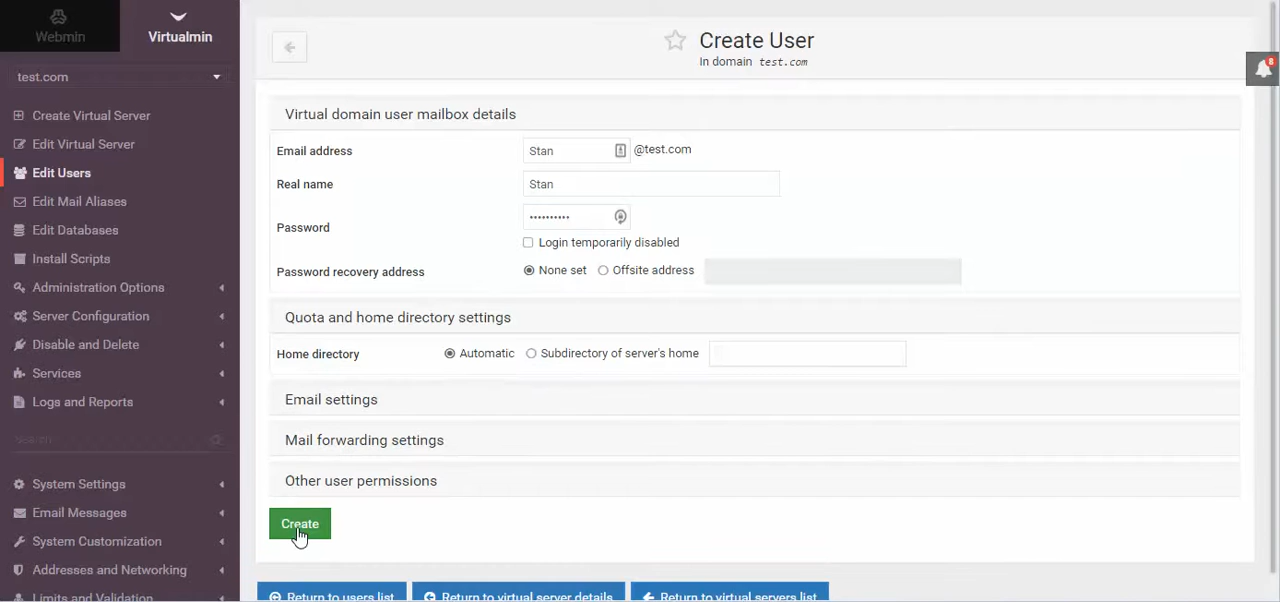 Webmin
Virtualmin
test.com
Create Virtual Server
Edit Virtual Server
Edit Users
Edit Mail Aliases
Edit Databases
Install Scripts
Administration Options
Server Configuration
Disable and Delete
Services
Logs and Reports
Search
System Settings
Email Messages
System Customization
Addresses and Networking
Limits and Validation
Create User
In domain test.com
8
Virtual domain user mailbox details
Email address Stan @test.com
Real name Stan
Password ••••••••••
Login temporarily disabled
Password recovery address None set Offsite address
Quota and home directory settings
Home directory Automatic Subdirectory of server's home
Email settings
Mail forwarding settings
Other user permissions
Create
Return to users list Return to virtual server details Return to virtual servers list